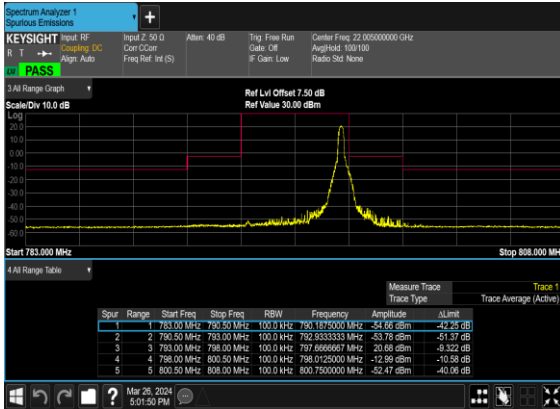 Spectrum Analyzer 1
Spurious Emissions
+
KEYSIGHT
R T
Input: RF
Coupling: DC
Align: Auto
Input Z: 50 Ω
Corr CCorr
Freq Ref: Int (S)
Atten: 40 dB
Trig: Free Run
Gate: Off
IF Gain: Low
Center Freq: 22.005000000 GHz
Avg|Hold: 100/100
Radio Std: None
PASS
3 All Range Graph
Scale/Div 10.0 dB
Ref Lvl Offset 7.50 dB
Ref Value 30.00 dBm
Log
20.0
10.0
0.00
-10.0
-20.0
-30.0
-40.0
-50.0
-60.0
Start 783.000 MHz
Stop 808.000 MH
4 All Range Table
Measure Trace Trace 1
Trace Type Trace Average (Active)
Spur Range Start Freq Stop Freq RBW Frequency Amplitude ΔLimit
1 1 783.00 MHz 790.50 MHz 100.0 kHz 790.1875000 MHz -54.66 dBm -42.25 dB
2 2 790.50 MHz 793.00 MHz 100.0 kHz 792.9333333 MHz -53.78 dBm -51.37 dB
3 3 793.00 MHz 798.00 MHz 100.0 kHz 797.6666667 MHz 20.68 dBm -9.322 dB
4 4 798.00 MHz 800.50 MHz 100.0 kHz 798.0125000 MHz -12.99 dBm -10.58 dB
5 5 800.50 MHz 808.00 MHz 100.0 kHz 800.7500000 MHz -52.47 dBm -40.06 dB
?
Mar 26, 2024
5:01:50 PM